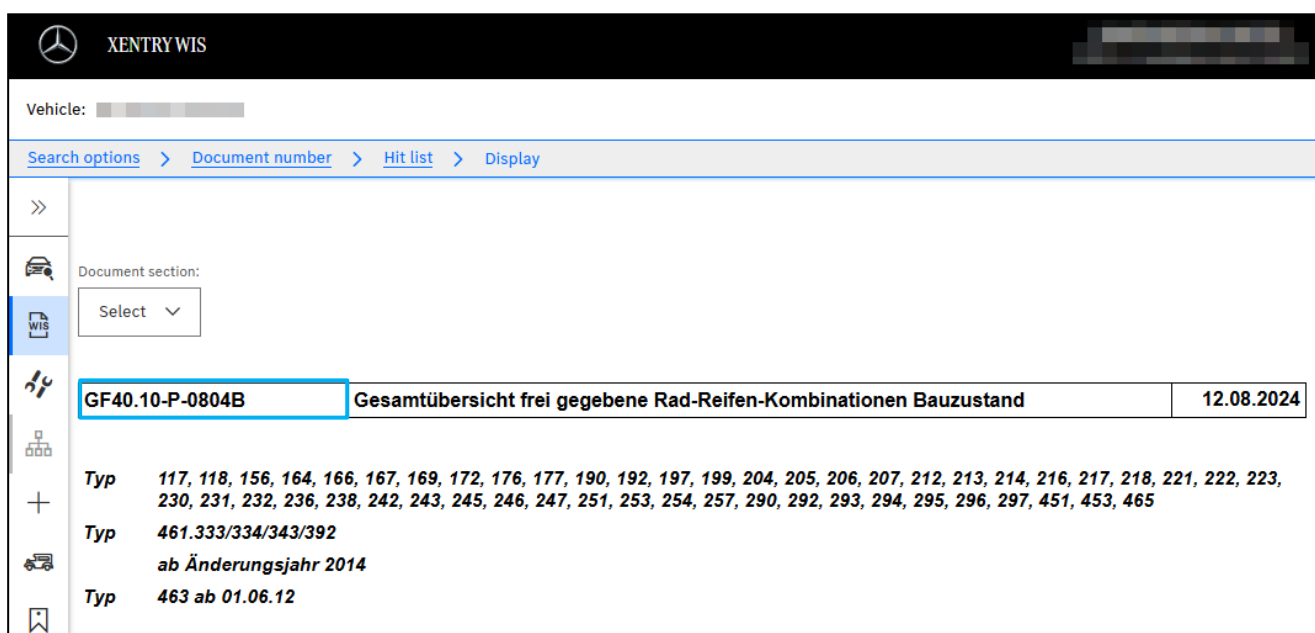 XENTRY WIS
Vehicle:
Search options > Document number > Hit list > Display
Document section:
Select
WIS
GF40.10-P-0804B Gesamtübersicht frei gegebene Rad-Reifen-Kombinationen Bauzustand 12.08.2024
Typ 117, 118, 156, 164, 166, 167, 169, 172, 176, 177, 190, 192, 197, 199, 204, 205, 206, 207, 212, 213, 214, 216, 217, 218, 221, 222, 223,
230, 231, 232, 236, 238, 242, 243, 245, 246, 247, 251, 253, 254, 257, 290, 292, 293, 294, 295, 296, 297, 451, 453, 465
Typ 461.333/334/343/392
ab Änderungsjahr 2014
Typ 463 ab 01.06.12